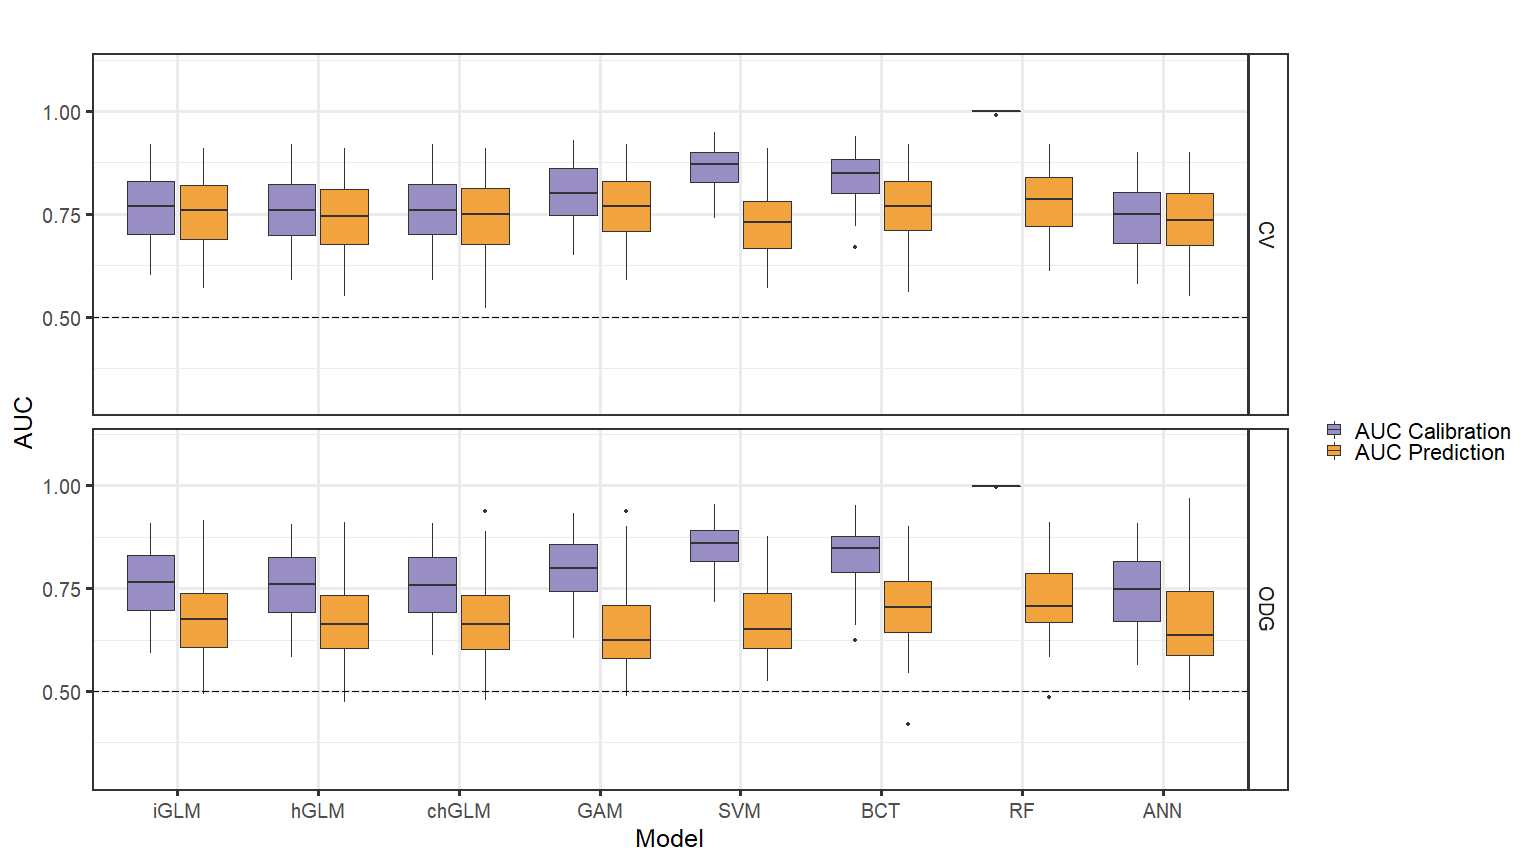 AUC
1.00
0.75
0.50
CV
1.00
0.75
0.50
ODG
iGLM hGLM chGLM GAM SVM BCT RF ANN
Model
AUC Calibration
AUC Prediction